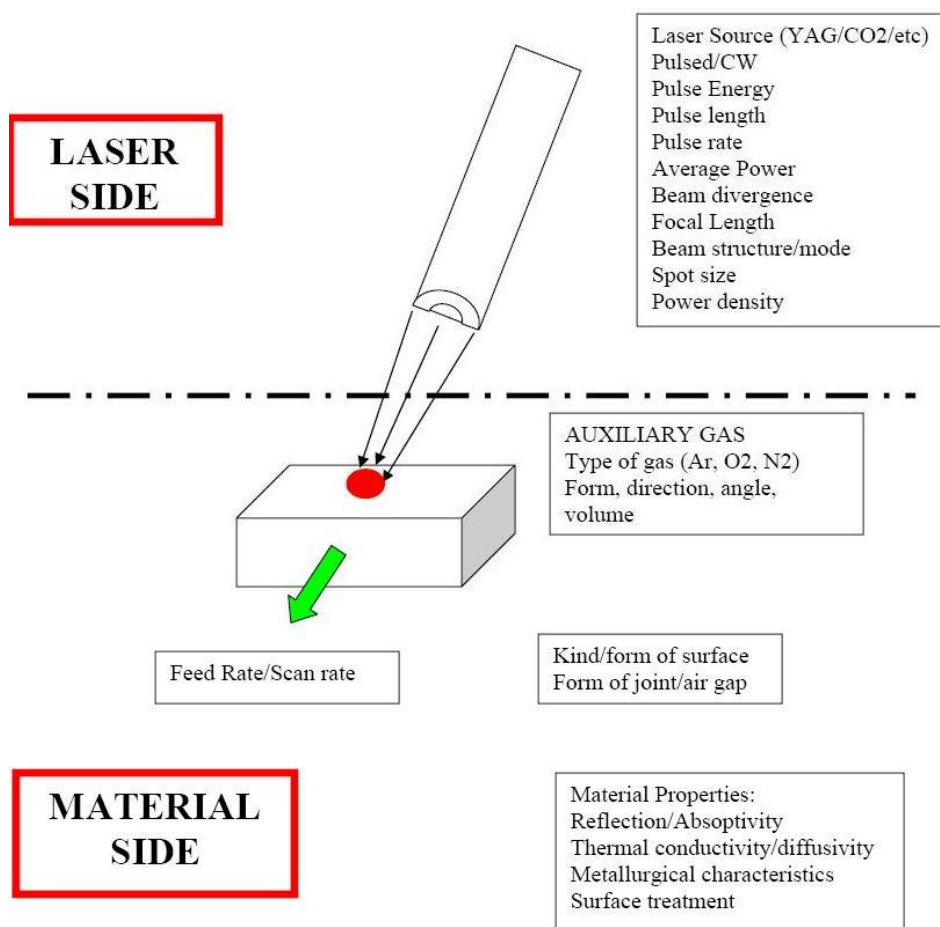 LASER
SIDE
Laser Source (YAG/CO2/etc)
Pulsed/CW
Pulse Energy
Pulse length
Pulse rate
Average Power
Beam divergence
Focal Length
Beam structure/mode
Spot size
Power density
AUXILIARY GAS
Type of gas (Ar, O2, N2)
Form, direction, angle,
volume
Feed Rate/Scan rate
Kind/form of surface
Form of joint/air gap
MATERIAL
SIDE
Material Properties:
Reflection/Absoptivity
Thermal conductivity/diffusivity
Metallurgical characteristics
Surface treatment